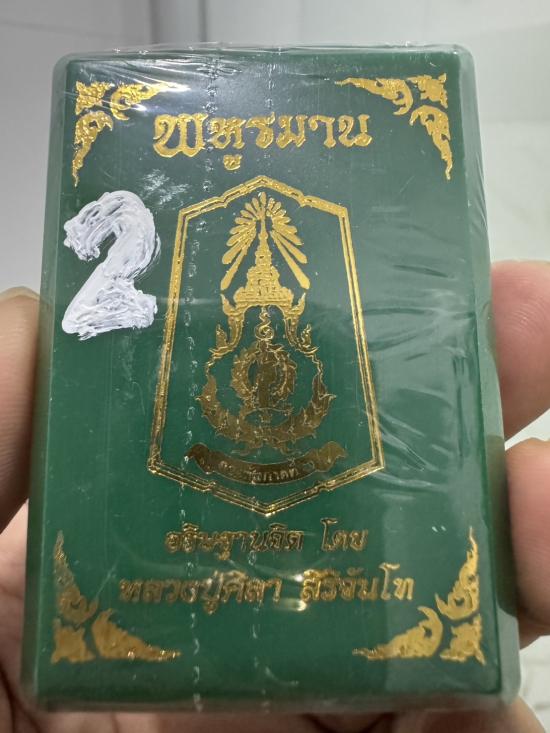 พหูรมาน
2
อธิษฐานจิต โดย
หลวงปู่ศิลา สิริจันโท